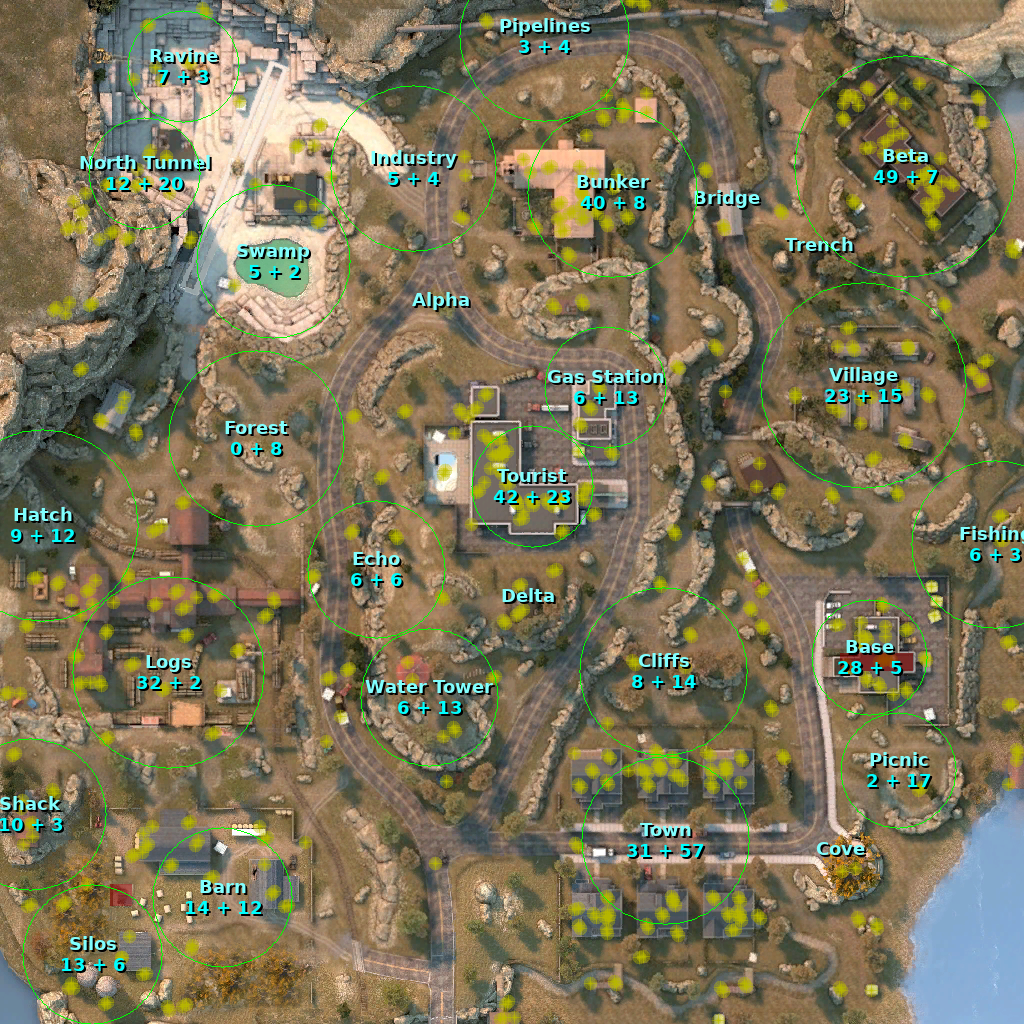 Pipelines
3 + 4
Ravine
7 + 3
North Tunnel
12 + 20
Industry
5 + 4
Bunker
40 + 8
Beta
49 + 7
Bridge
Trench
Swamp
5 + 2
Alpha
Gas Station
6 + 13
Village
23 + 15
Forest
0 + 8
Tourist
42 + 23
Hatch
9 + 12
Fishing
6 + 3
Echo
6 + 6
Delta
Logs
32 + 2
Water Tower
6 + 13
Cliffs
8 + 14
Base
28 + 5
Picnic
2 + 17
Shack
10 + 3
Town
31 + 57
Cove
Barn
14 + 12
Silos
13 + 6